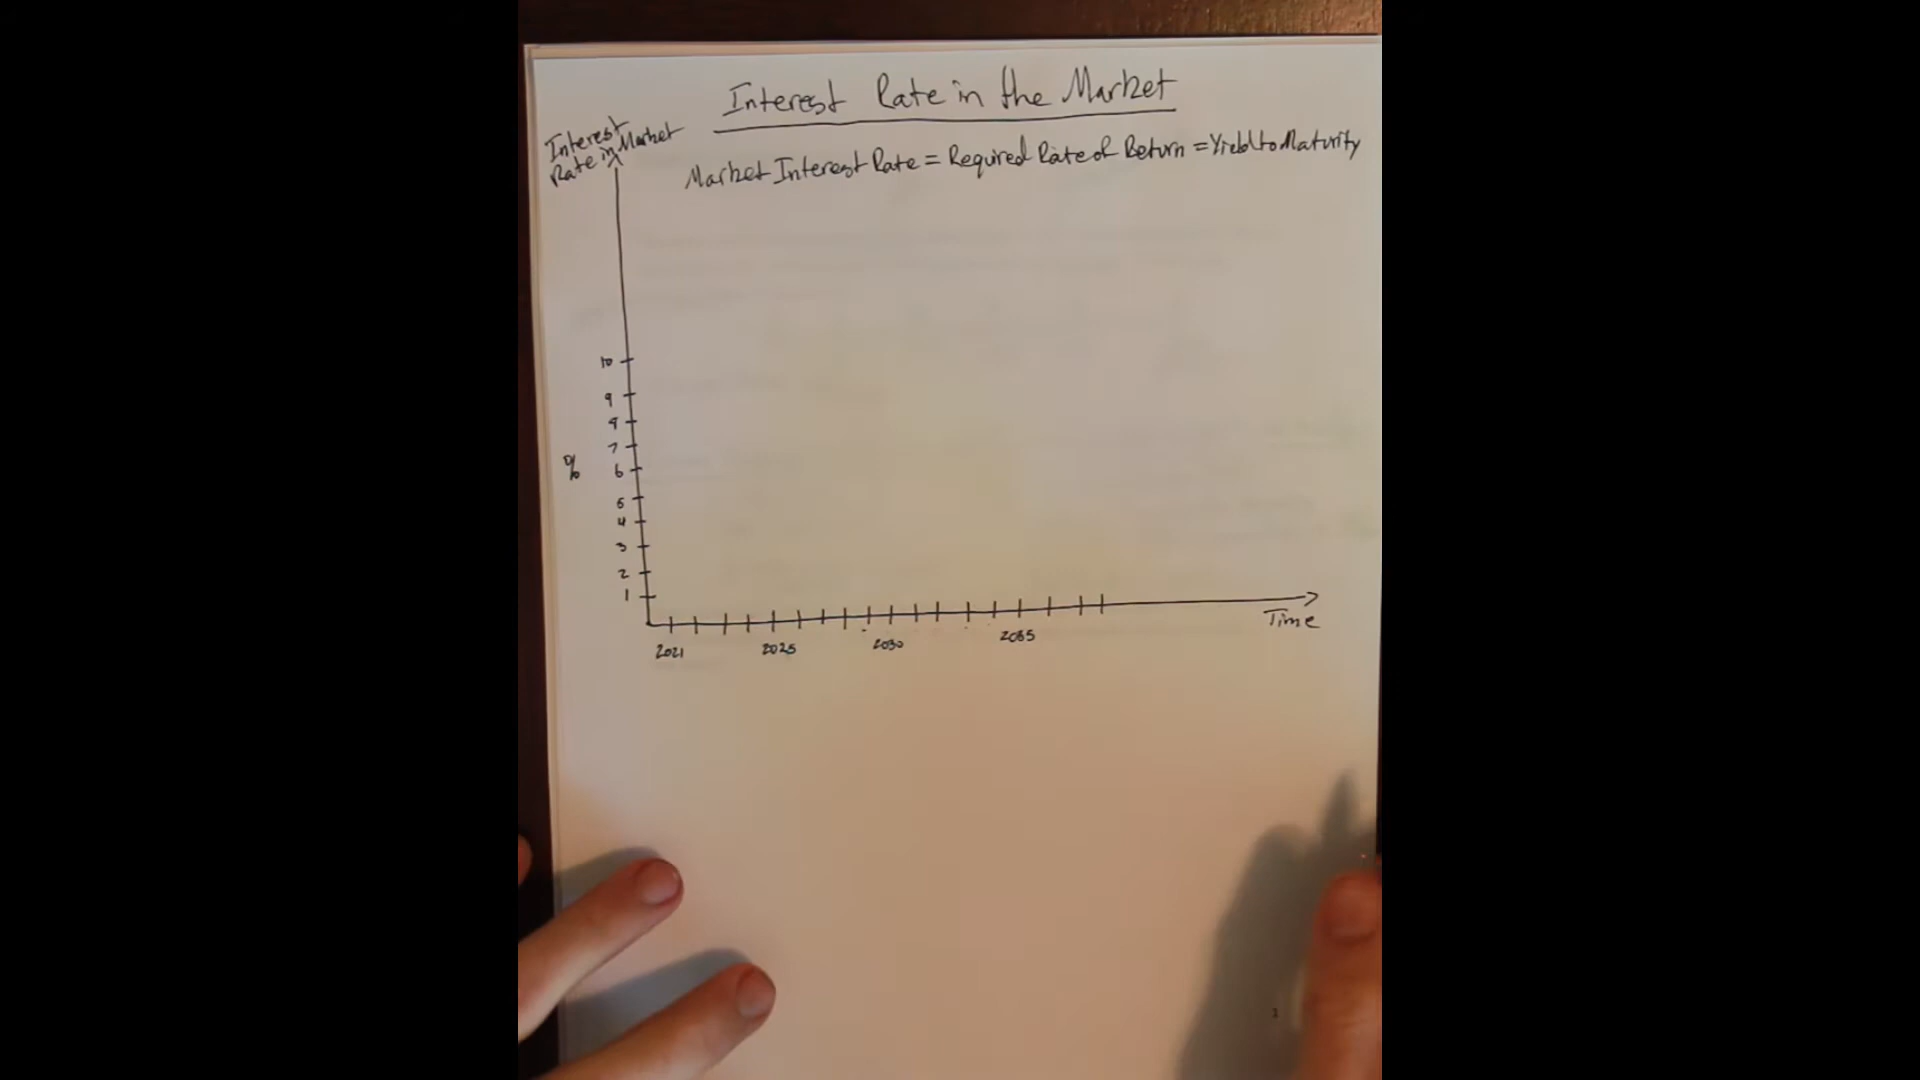 Interest Rate in the Market
Interest
Rate in Market
Market Interest Rate = Required Rate of Return = Yield to Maturity
10
9
8
7
%
6
5
4
3
2
1
Time
2021 2025 2030 2035
1